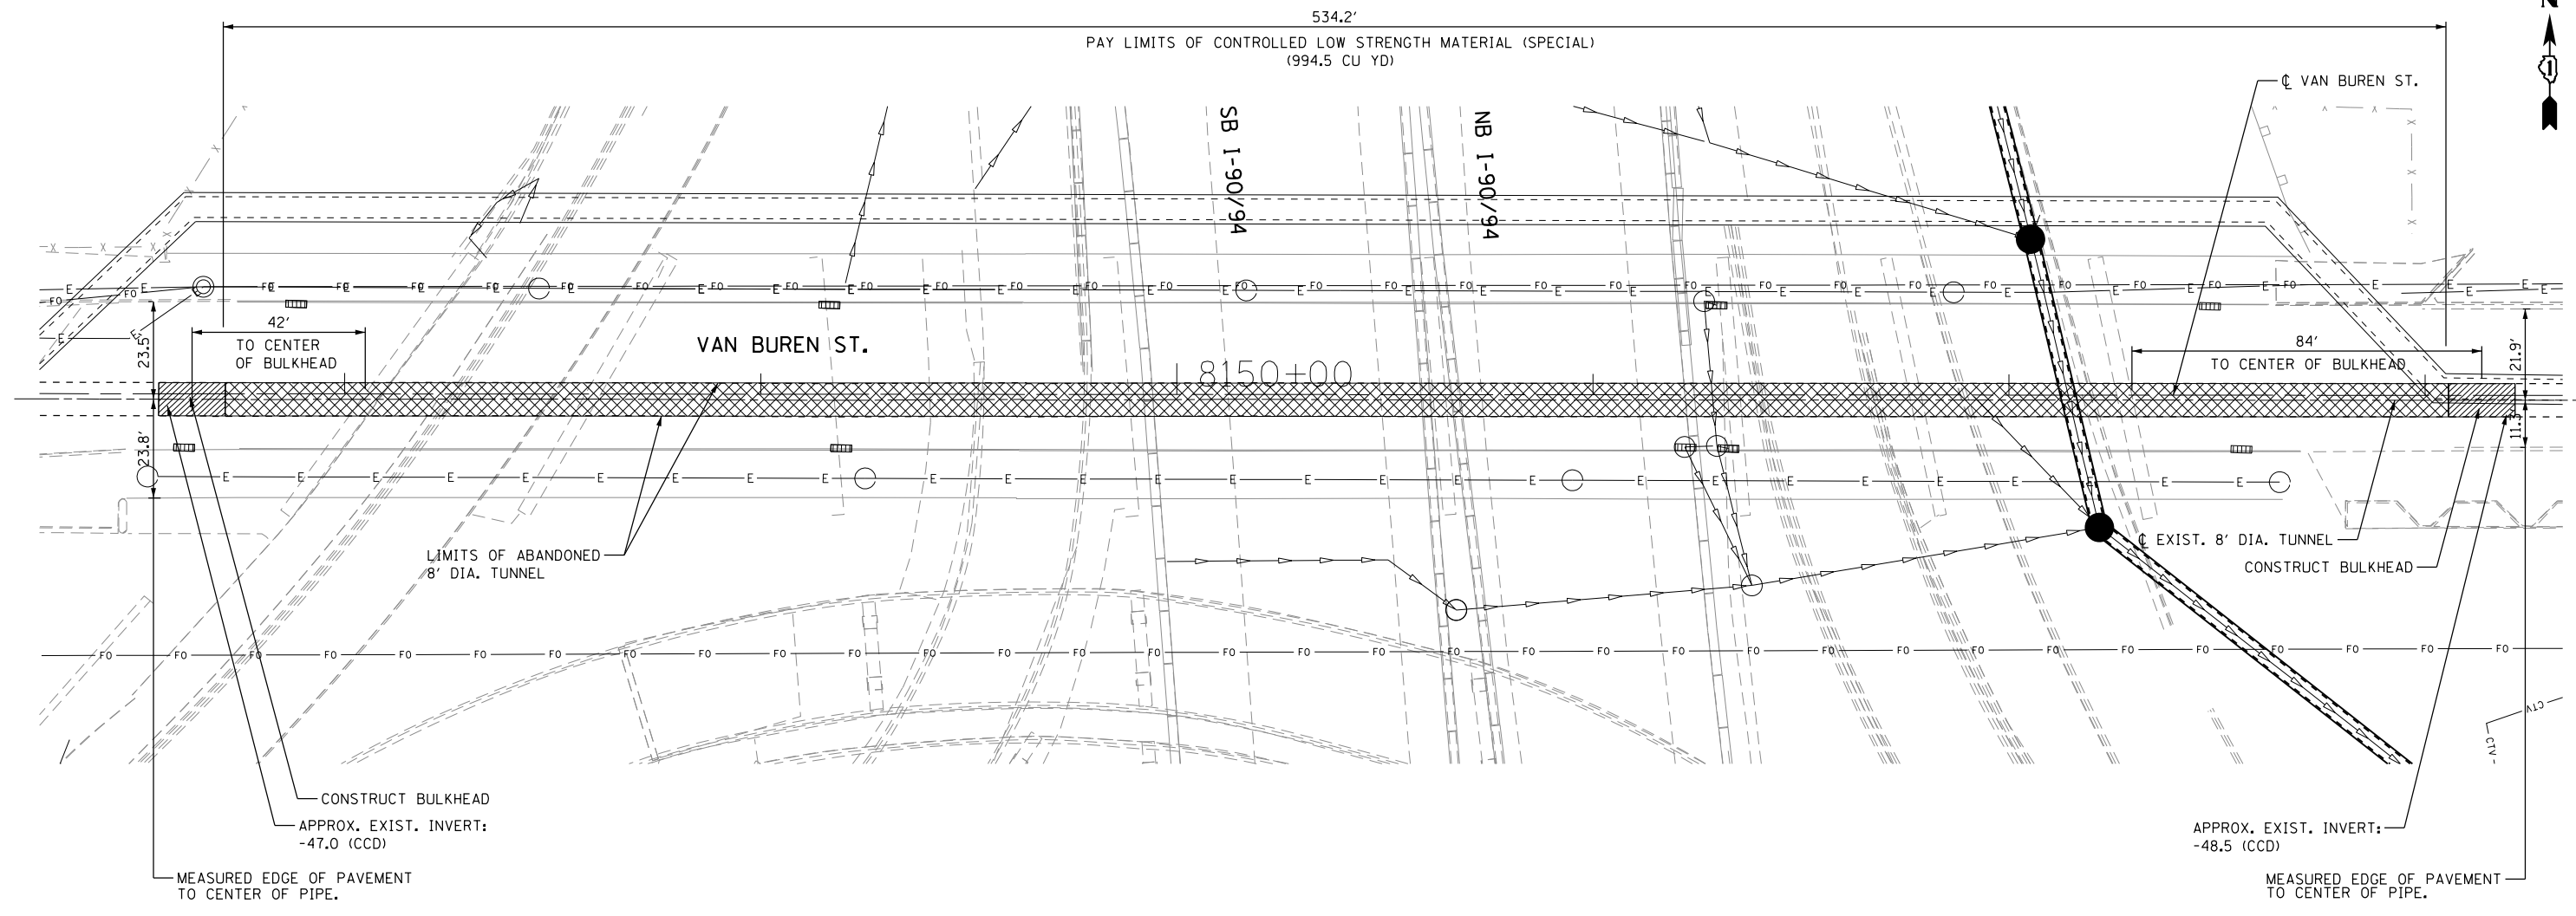 534.2'
PAY LIMITS OF CONTROLLED LOW STRENGTH MATERIAL (SPECIAL)
(994.5 CU YD)
N
℄ VAN BUREN ST.
SB I-90/94
NB I-90/94
42'
TO CENTER
OF BULKHEAD
23.5'
VAN BUREN ST.
8150+00
84'
TO CENTER OF BULKHEAD
21.9'
23.8'
LIMITS OF ABANDONED
8' DIA. TUNNEL
℄ EXIST. 8' DIA. TUNNEL
CONSTRUCT BULKHEAD
CTV
CTV
CONSTRUCT BULKHEAD
APPROX. EXIST. INVERT:
-47.0 (CCD)
APPROX. EXIST. INVERT:
-48.5 (CCD)
MEASURED EDGE OF PAVEMENT
TO CENTER OF PIPE.
MEASURED EDGE OF PAVEMENT
TO CENTER OF PIPE.